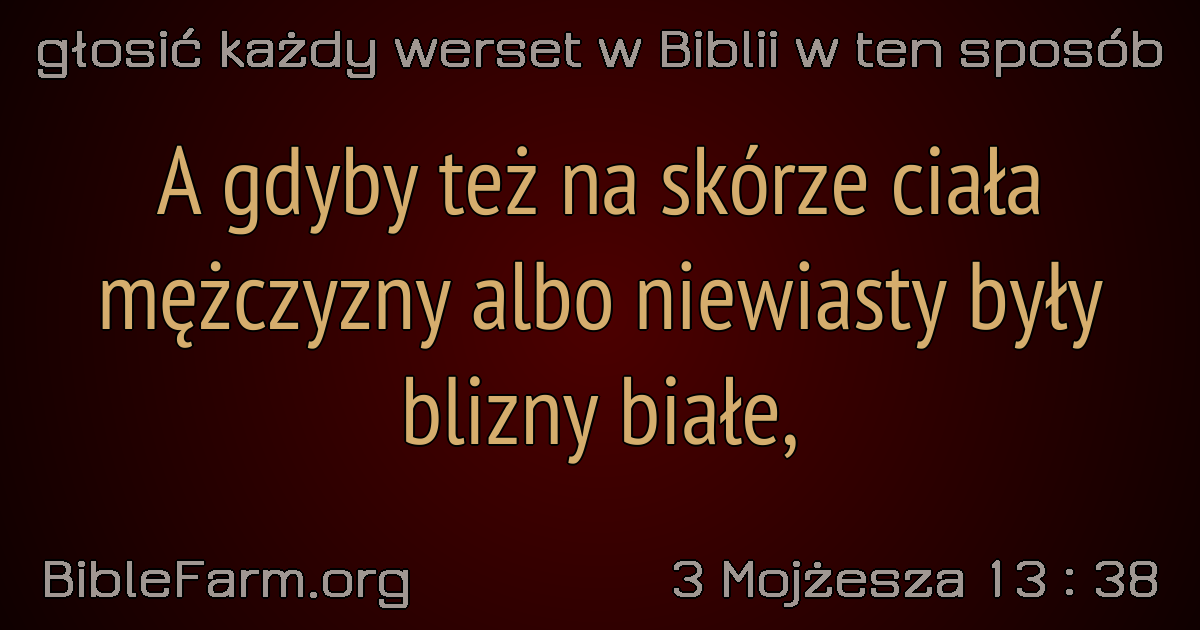 głosić każdy werset w Biblii w ten sposób
A gdyby też na skórze ciała
mężczyzny albo niewiasty były
blizny białe,
BibleFarm.org
3 Mojżesza 13 : 38